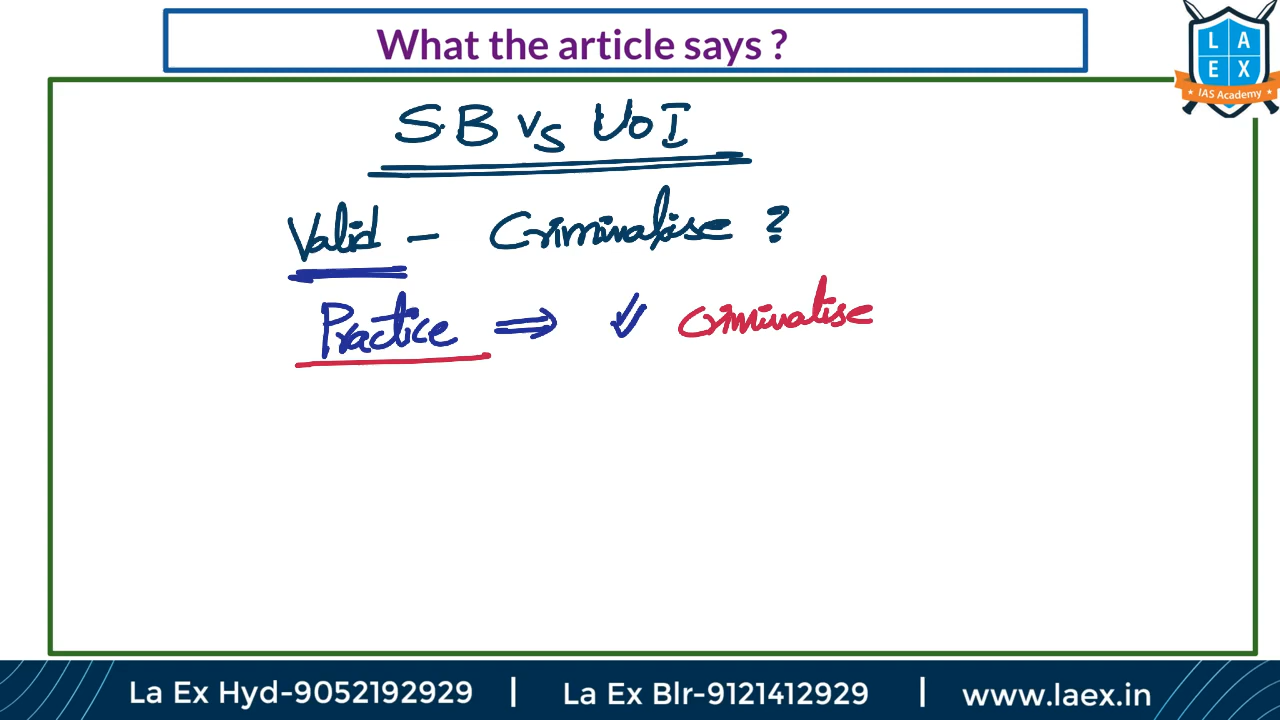 What the article says ?
L A
E X
IAS Academy
S.B vs UoI
Valid - Criminalise ?
Practice ⇒ ✓ Criminalise
La Ex Hyd-9052192929 | La Ex Blr-9121412929 | www.laex.in